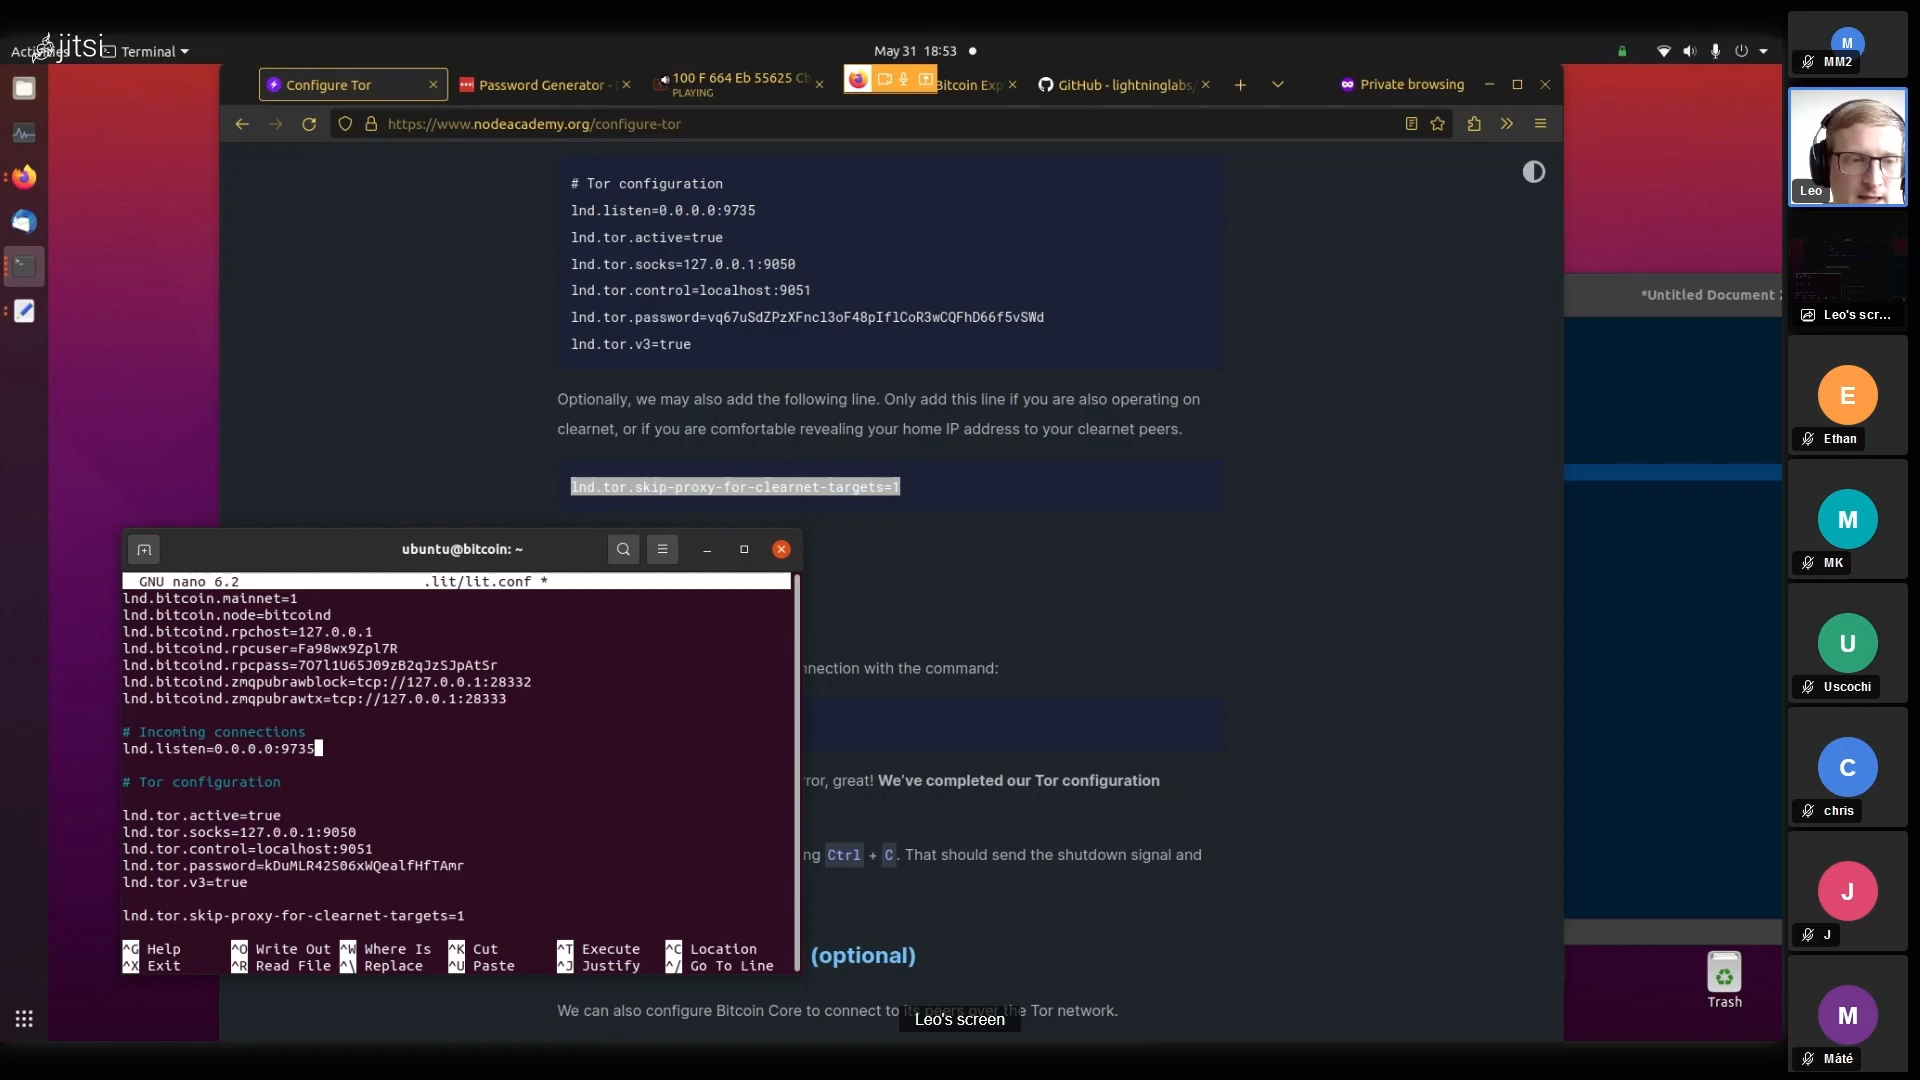 jitsi
Terminal
May 31 18:53
Configure Tor
Password Generator -
100 F 664 Eb 55625 Cb
PLAYING
Bitcoin Exp
GitHub - lightninglabs/
Private browsing
https://www.nodeacademy.org/configure-tor
# Tor configuration
lnd.listen=0.0.0.0:9735
lnd.tor.active=true
lnd.tor.socks=127.0.0.1:9050
lnd.tor.control=localhost:9051
lnd.tor.password=vq67uSdZPzXFncl3oF48pIflCoR3wCQFhD66f5vSWd
lnd.tor.v3=true
Optionally, we may also add the following line. Only add this line if you are also operating on
clearnet, or if you are comfortable revealing your home IP address to your clearnet peers.
lnd.tor.skip-proxy-for-clearnet-targets=1
nnection with the command:
ror, great! We've completed our Tor configuration
ng Ctrl + C. That should send the shutdown signal and
(optional)
We can also configure Bitcoin Core to connect to its peers over the Tor network.
ubuntu@bitcoin: ~
GNU nano 6.2 .lit/lit.conf *
lnd.bitcoin.mainnet=1
lnd.bitcoin.node=bitcoind
lnd.bitcoind.rpchost=127.0.0.1
lnd.bitcoind.rpcuser=Fa98wx9Zpl7R
lnd.bitcoind.rpcpass=7O7l1U65J09zB2qJzSJpAtSr
lnd.bitcoind.zmqpubrawblock=tcp://127.0.0.1:28332
lnd.bitcoind.zmqpubrawtx=tcp://127.0.0.1:28333
# Incoming connections
lnd.listen=0.0.0.0:9735
# Tor configuration
lnd.tor.active=true
lnd.tor.socks=127.0.0.1:9050
lnd.tor.control=localhost:9051
lnd.tor.password=kDuMLR42S06xWQealfHfTAmr
lnd.tor.v3=true
lnd.tor.skip-proxy-for-clearnet-targets=1
^G Help ^O Write Out ^W Where Is ^K Cut ^T Execute ^C Location
^X Exit ^R Read File ^\ Replace ^U Paste ^J Justify ^/ Go To Line
*Untitled Document 2
Trash
Leo's screen
M
MM2
Leo
Leo's scr...
E
Ethan
M
MK
U
Uscochi
C
chris
J
J
M
Máté